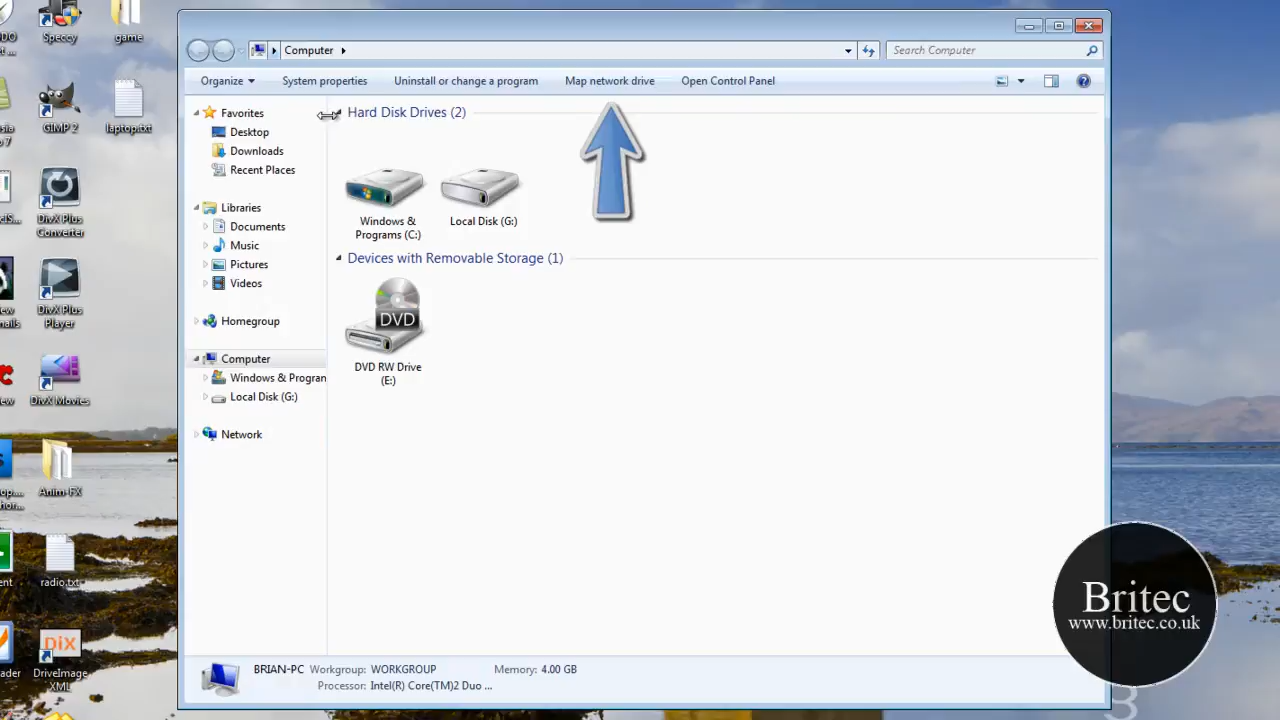 Speccy
game
GIMP 2
laptop.txt
DivX Plus
Converter
DivX Plus
Player
DivX Movies
Anim-FX
radio.txt
DiX
DriveImage
XML
Computer
Search Computer
Organize
System properties
Uninstall or change a program
Map network drive
Open Control Panel
Favorites
Desktop
Downloads
Recent Places
Libraries
Documents
Music
Pictures
Videos
Homegroup
Computer
Windows & Program
Local Disk (G:)
Network
Hard Disk Drives (2)
Windows &
Programs (C:)
Local Disk (G:)
Devices with Removable Storage (1)
DVD
DVD RW Drive
(E:)
BRIAN-PC Workgroup: WORKGROUP Memory: 4.00 GB
Processor: Intel(R) Core(TM)2 Duo ...
Britec
www.britec.co.uk